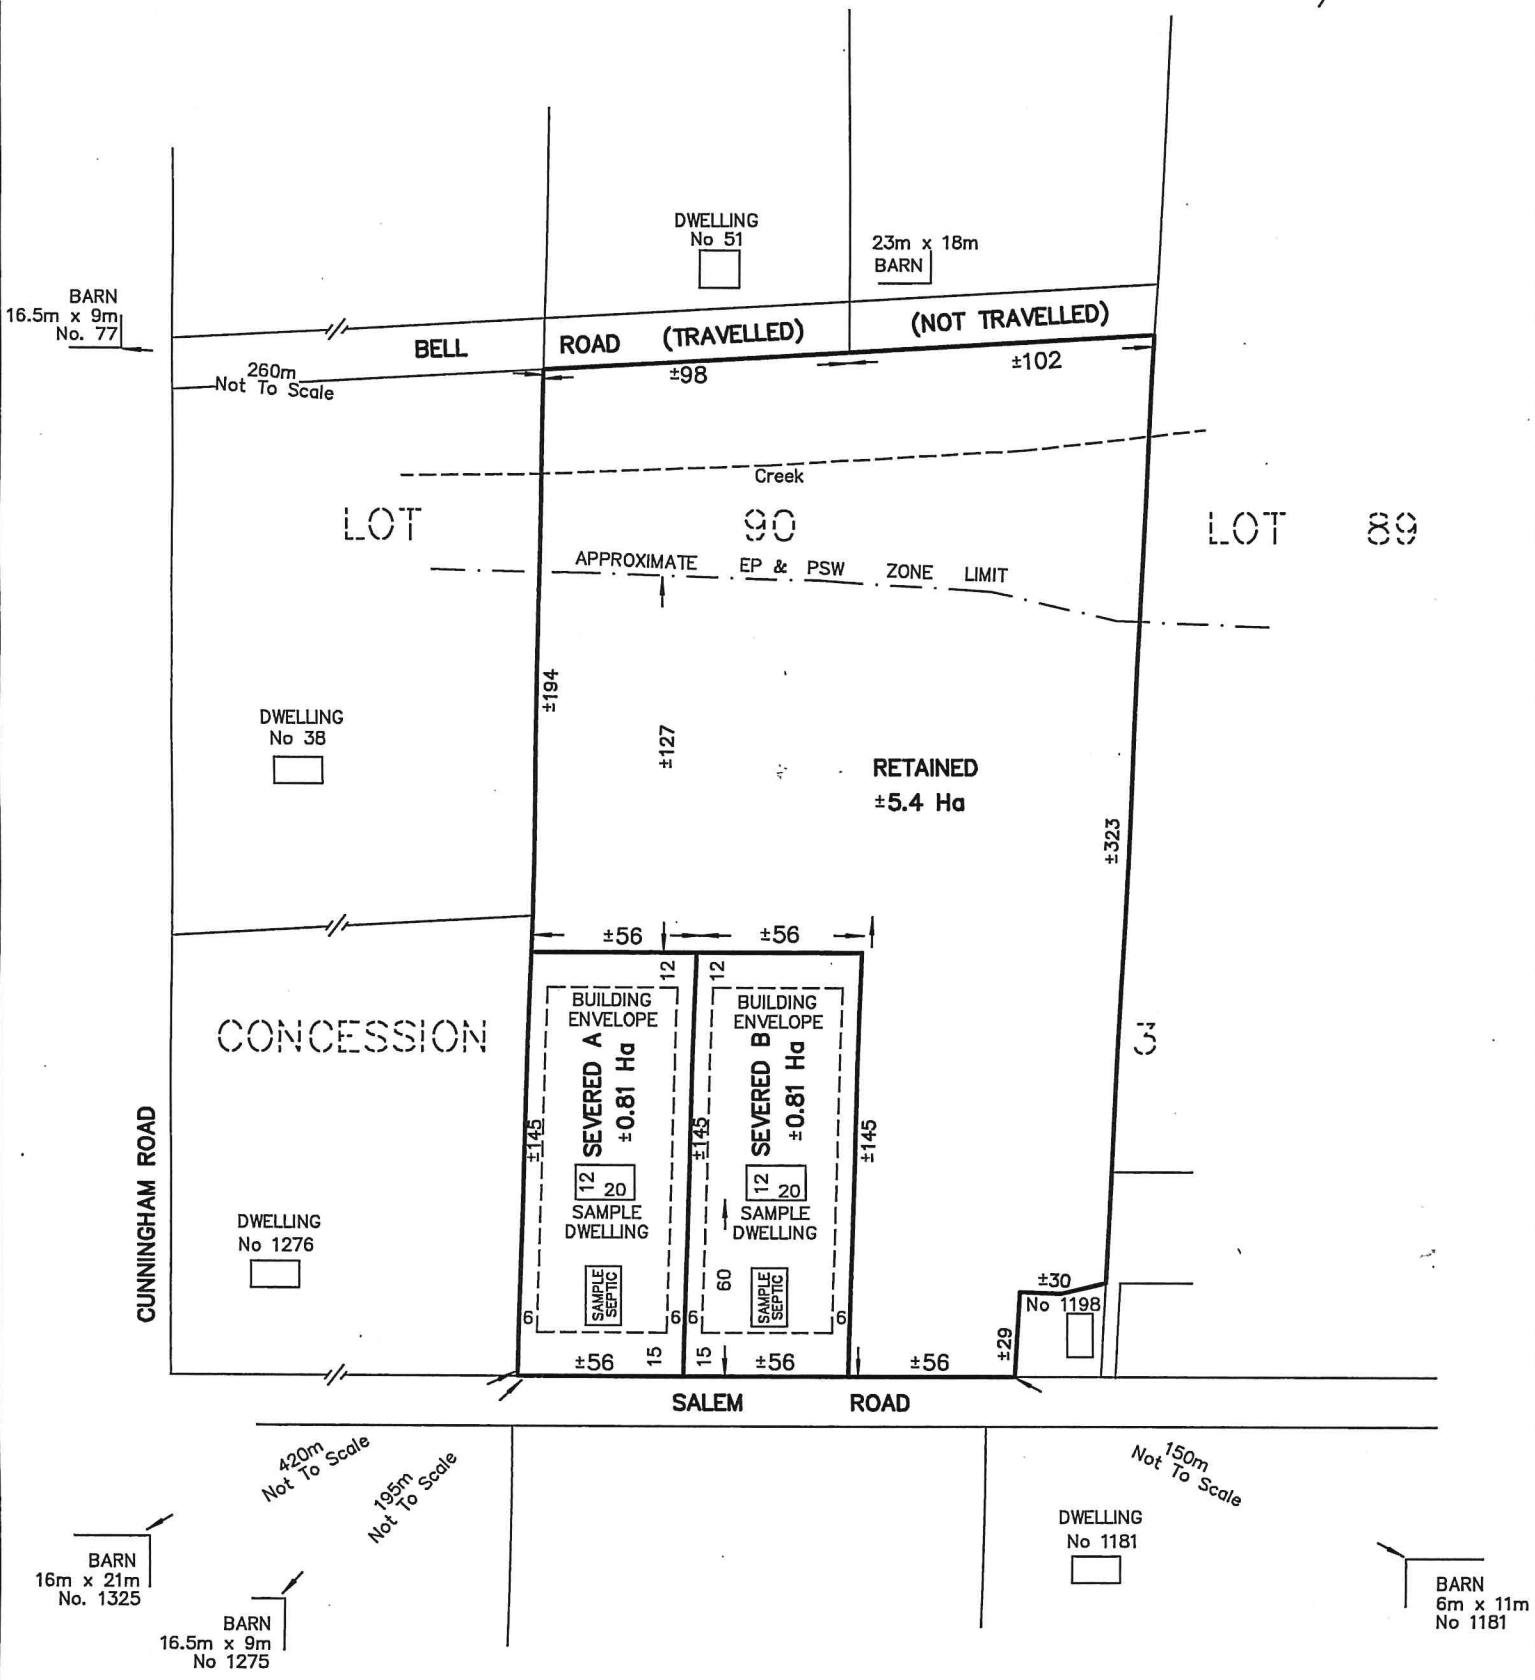 DWELLING
No 51
23m x 18m
BARN
BARN
16.5m x 9m
No. 77
BELL ROAD (TRAVELLED) (NOT TRAVELLED)
260m
Not To Scale
±98
±102
Creek
LOT 90 LOT 89
APPROXIMATE EP & PSW ZONE LIMIT
±194
DWELLING
No 38
±127
RETAINED
±5.4 Ha
±323
±56
±56
12
12
BUILDING
ENVELOPE
BUILDING
ENVELOPE
CONCESSION 3
SEVERED A
±0.81 Ha
SEVERED B
±0.81 Ha
±145
±145
±145
CUNNINGHAM ROAD
12
20
12
20
SAMPLE
DWELLING
SAMPLE
DWELLING
DWELLING
No 1276
SAMPLE
SEPTIC
60
SAMPLE
SEPTIC
±30
No 1198
6
6
6
6
±29
±56
15
15
±56
±56
SALEM ROAD
420m
Not To Scale
195m
Not To Scale
150m
Not To Scale
DWELLING
No 1181
BARN
16m x 21m
No. 1325
BARN
16.5m x 9m
No 1275
BARN
6m x 11m
No 1181